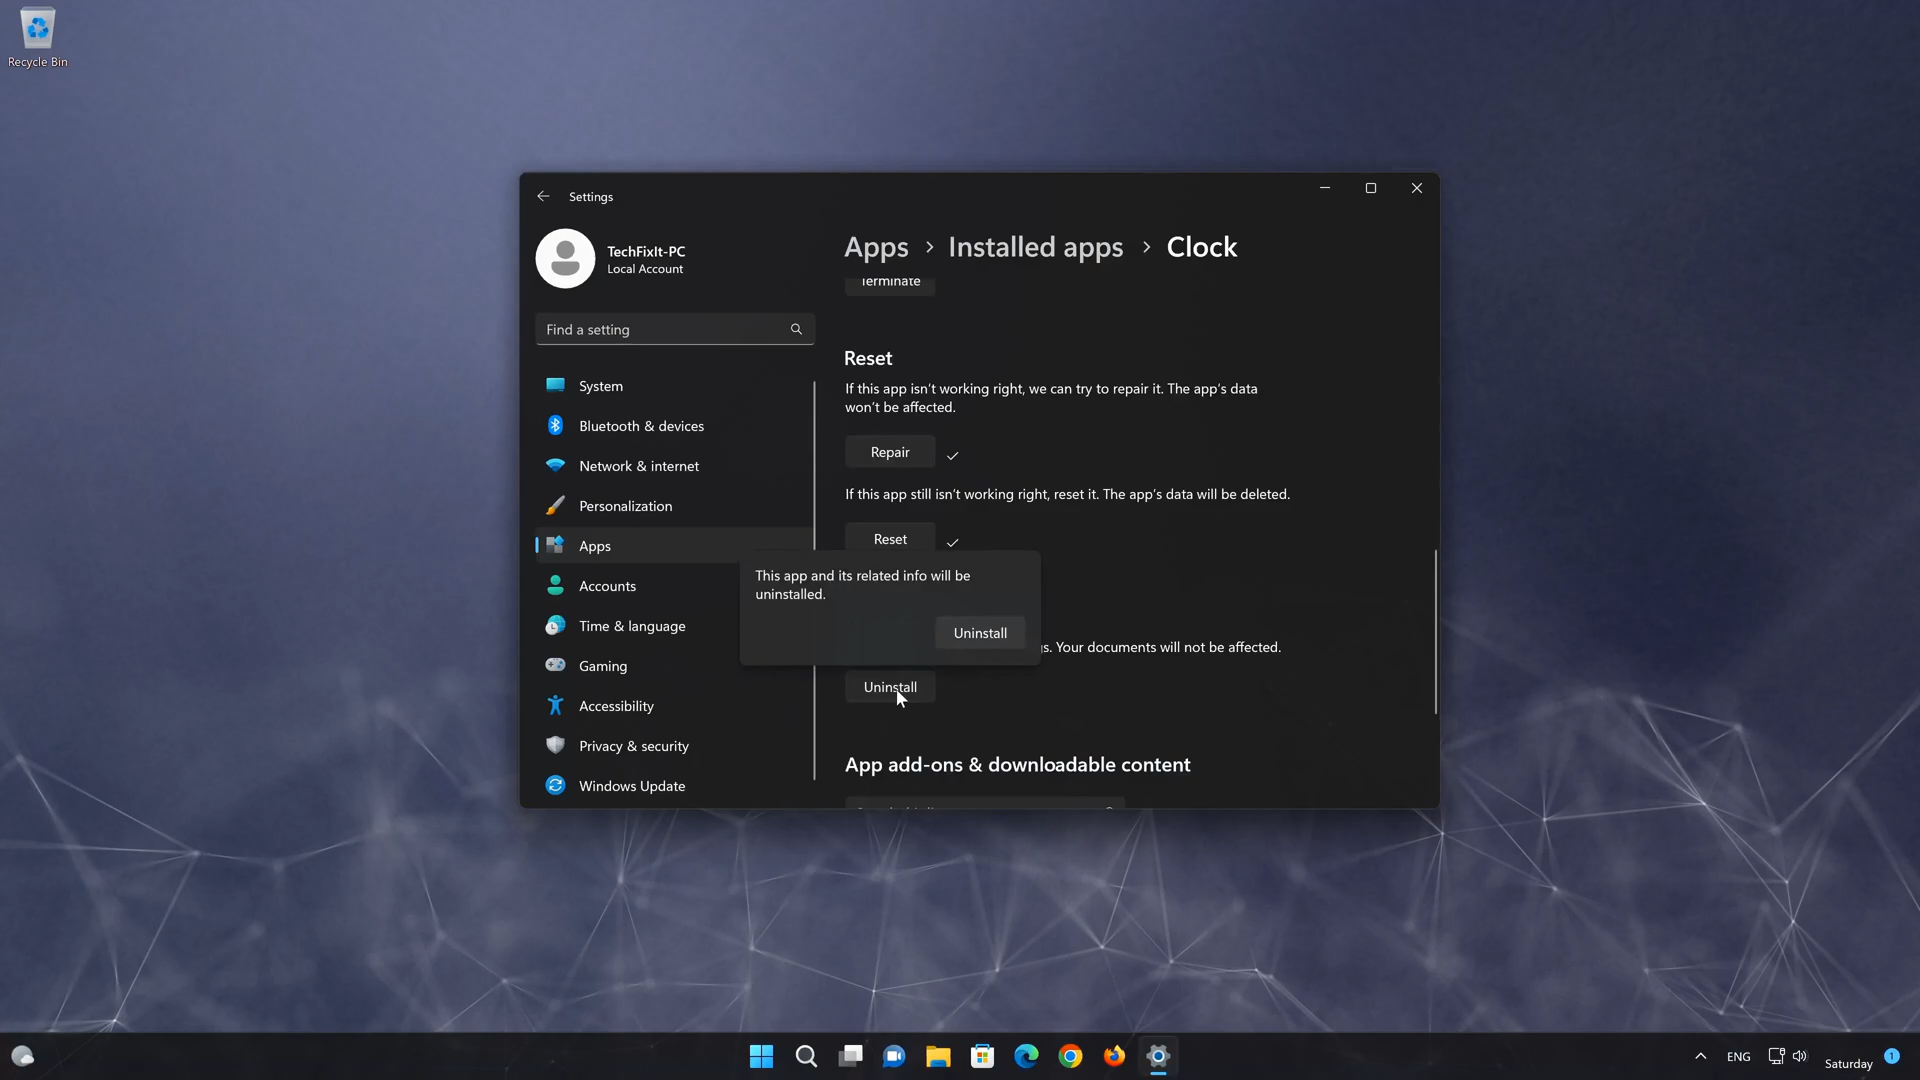 Recycle Bin
Settings
TechFixIt-PC
Local Account
Find a setting
System
Bluetooth & devices
Network & internet
Personalization
Apps
Accounts
Time & language
Gaming
Accessibility
Privacy & security
Windows Update
Apps > Installed apps > Clock
Terminate
Reset
If this app isn't working right, we can try to repair it. The app's data
won't be affected.
Repair
If this app still isn't working right, reset it. The app's data will be deleted.
Reset
This app and its related info will be
uninstalled.
Uninstall
s. Your documents will not be affected.
Uninstall
App add-ons & downloadable content
ENG
Saturday
1